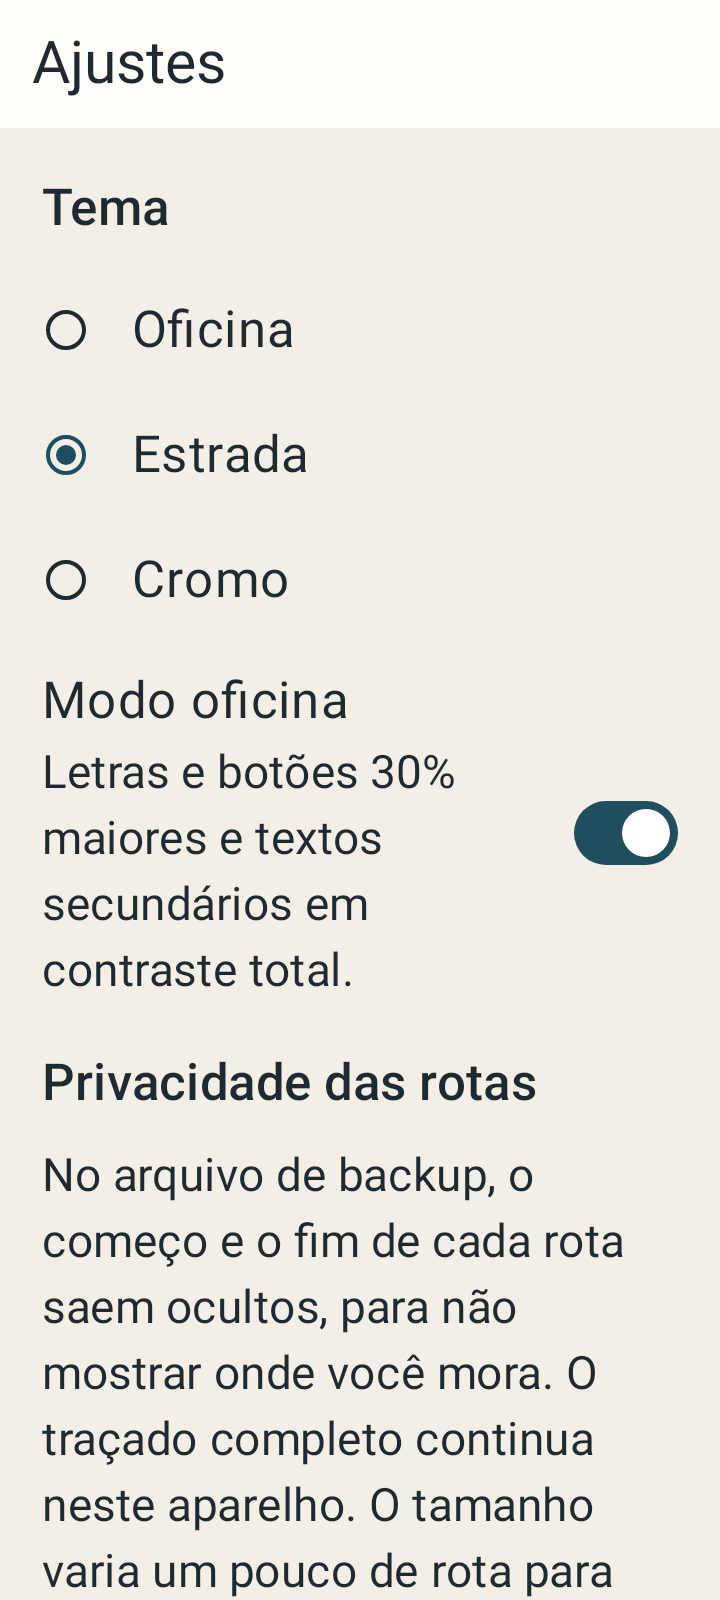 Ajustes
Tema
Oficina
Estrada
Cromo
Modo oficina
Letras e botões 30%
maiores e textos
secundários em
contraste total.
Privacidade das rotas
No arquivo de backup, o
começo e o fim de cada rota
saem ocultos, para não
mostrar onde você mora. O
traçado completo continua
neste aparelho. O tamanho
varia um pouco de rota para